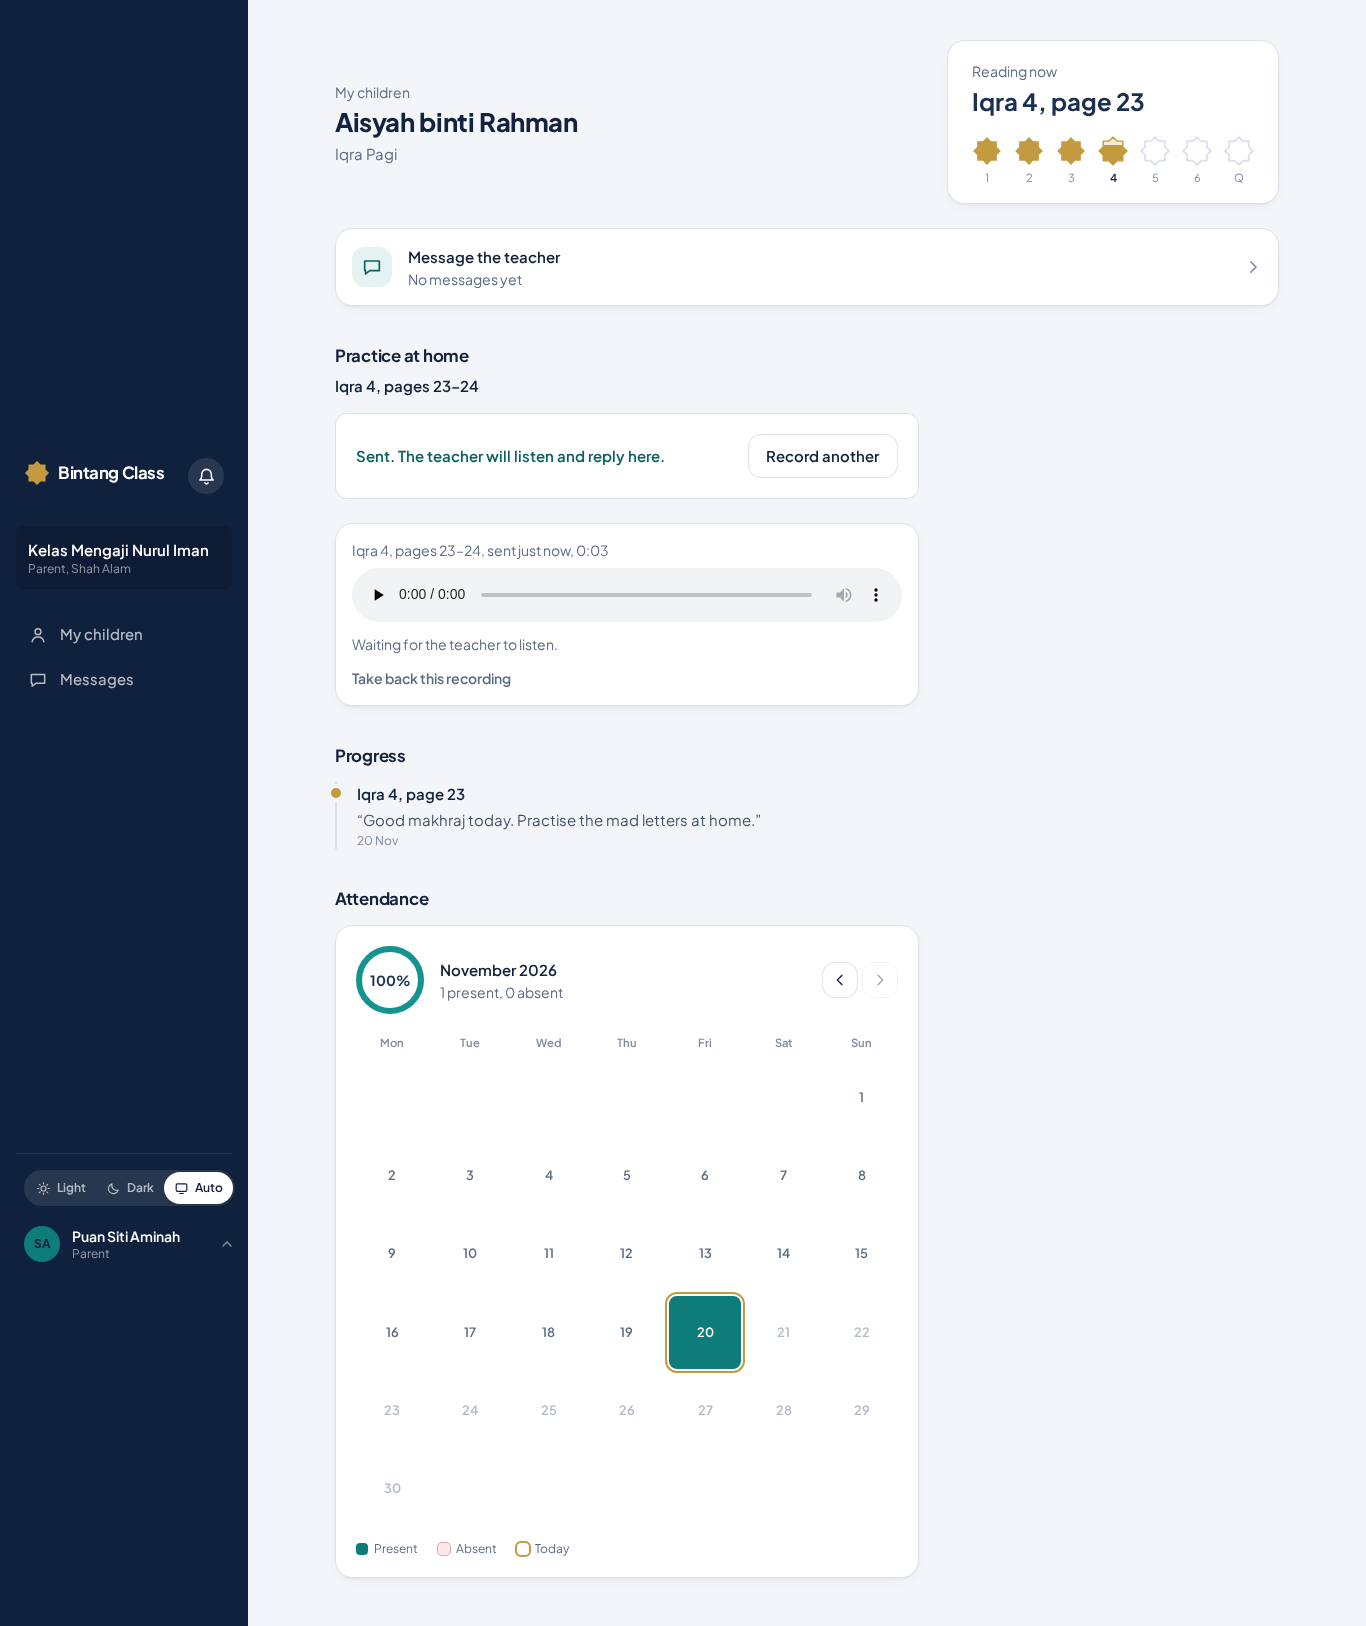 Bintang Class
Kelas Mengaji Nurul Iman
Parent, Shah Alam
My children
Messages
Light Dark Auto
SA
Puan Siti Aminah
Parent
My children
Aisyah binti Rahman
Iqra Pagi
Reading now
Iqra 4, page 23
1 2 3 4 5 6 Q
Message the teacher
No messages yet
Practice at home
Iqra 4, pages 23–24
Sent. The teacher will listen and reply here.
Record another
Iqra 4, pages 23–24, sent just now, 0:03
0:00 / 0:00
Waiting for the teacher to listen.
Take back this recording
Progress
Iqra 4, page 23
“Good makhraj today. Practise the mad letters at home.”
20 Nov
Attendance
100%
November 2026
1 present, 0 absent
Mon Tue Wed Thu Fri Sat Sun
1
2 3 4 5 6 7 8
9 10 11 12 13 14 15
16 17 18 19 20 21 22
23 24 25 26 27 28 29
30
Present Absent Today